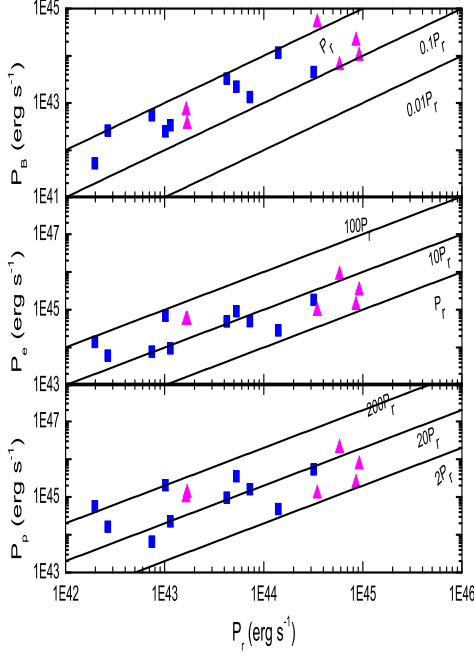 1E45
1E43
1E41
P_B (erg s⁻¹)
P_r
0.1P_r
0.01P_r
1E47
1E45
1E43
P_e (erg s⁻¹)
100P_r
10P_r
P_r
1E47
1E45
1E43
P_p (erg s⁻¹)
200P_r
20P_r
2P_r
1E42 1E43 1E44 1E45 1E46
P_r (erg s⁻¹)